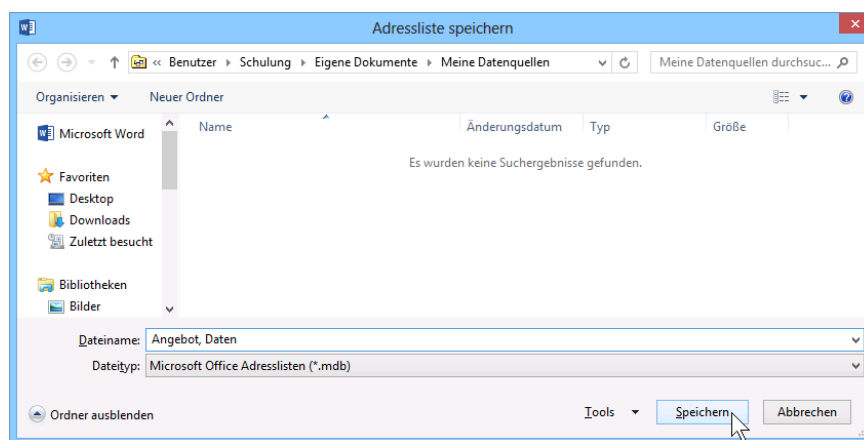 Adressliste speichern
« Benutzer Schulung Eigene Dokumente Meine Datenquellen Meine Datenquellen durchsuc...
Organisieren Neuer Ordner
Microsoft Word Name Änderungsdatum Typ Größe
Es wurden keine Suchergebnisse gefunden.
Favoriten
Desktop
Downloads
Zuletzt besucht
Bibliotheken
Bilder
Dateiname: Angebot, Daten
Dateityp: Microsoft Office Adresslisten (*.mdb)
Ordner ausblenden Tools Speichern Abbrechen